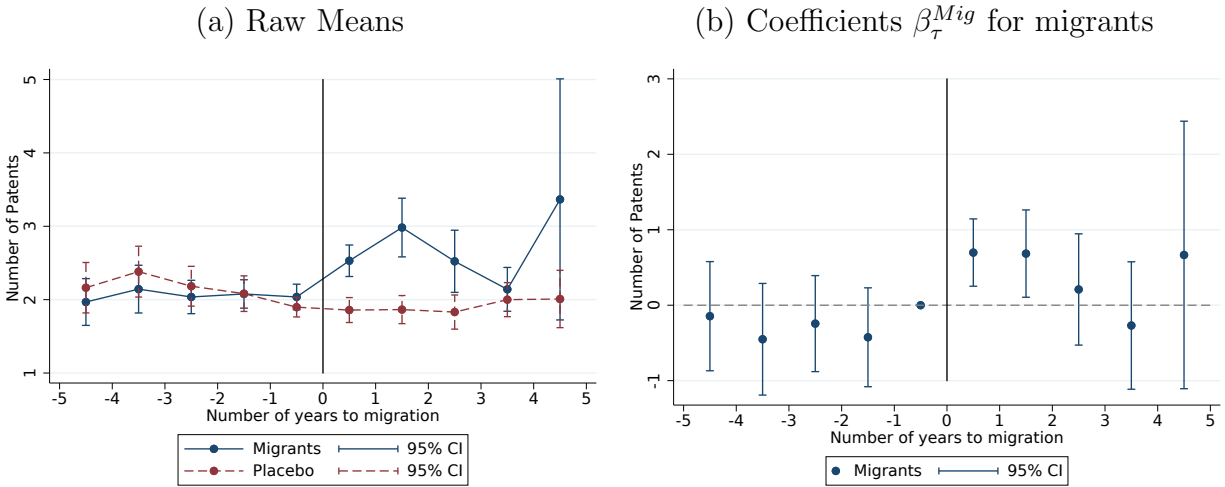 (a) Raw Means
Number of Patents
5
4
3
2
1
-5 -4 -3 -2 -1 0 1 2 3 4 5
Number of years to migration
Migrants 95% CI
Placebo 95% CI
(b) Coefficients β_τ^{Mig} for migrants
Number of Patents
3
2
1
0
-1
-5 -4 -3 -2 -1 0 1 2 3 4 5
Number of years to migration
Migrants 95% CI